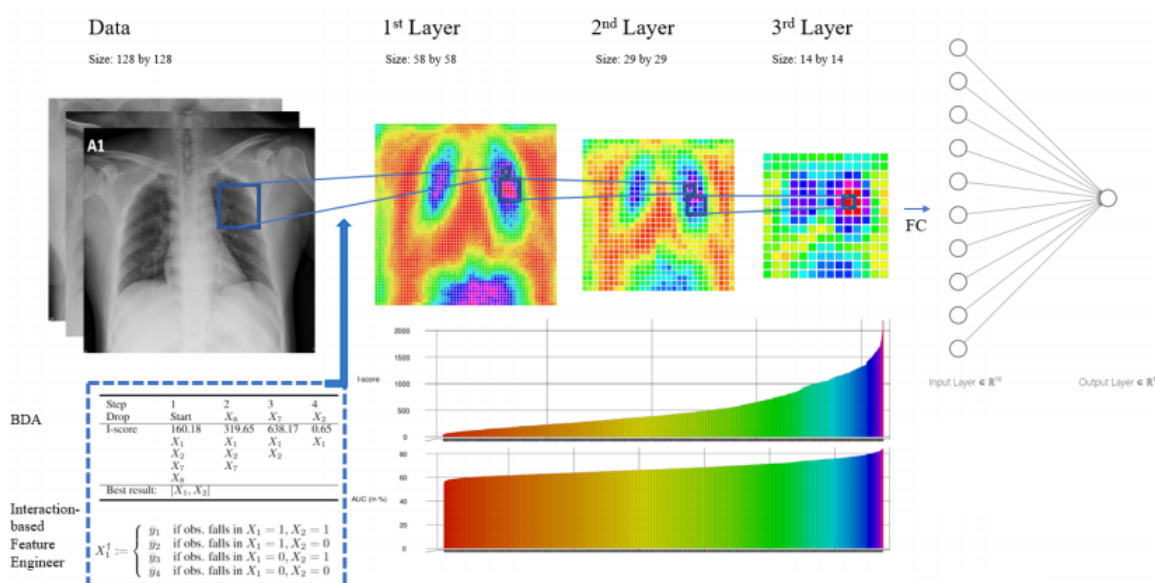 Data
Size: 128 by 128
1st Layer
Size: 58 by 58
2nd Layer
Size: 29 by 29
3rd Layer
Size: 14 by 14
A1
FC
Input Layer ∈ ℝ¹⁰
Output Layer ∈ ℝ
BDA
Step 1 2 3 4
Drop Start X₈ X₇ X₂
I-score 160.18 319.65 638.17 0.65
X₁ X₁ X₁ X₁
X₂ X₂ X₂
X₇ X₇
X₈
Best result: [X₁, X₂]
Interaction-
based
Feature
Engineer
X₁† := { ȳ₁ if obs. falls in X₁ = 1, X₂ = 1
ȳ₂ if obs. falls in X₁ = 1, X₂ = 0
ȳ₃ if obs. falls in X₁ = 0, X₂ = 1
ȳ₄ if obs. falls in X₁ = 0, X₂ = 0
2000
1500
I-score
1000
500
0
80
60
AUC (in %)
40
20
0